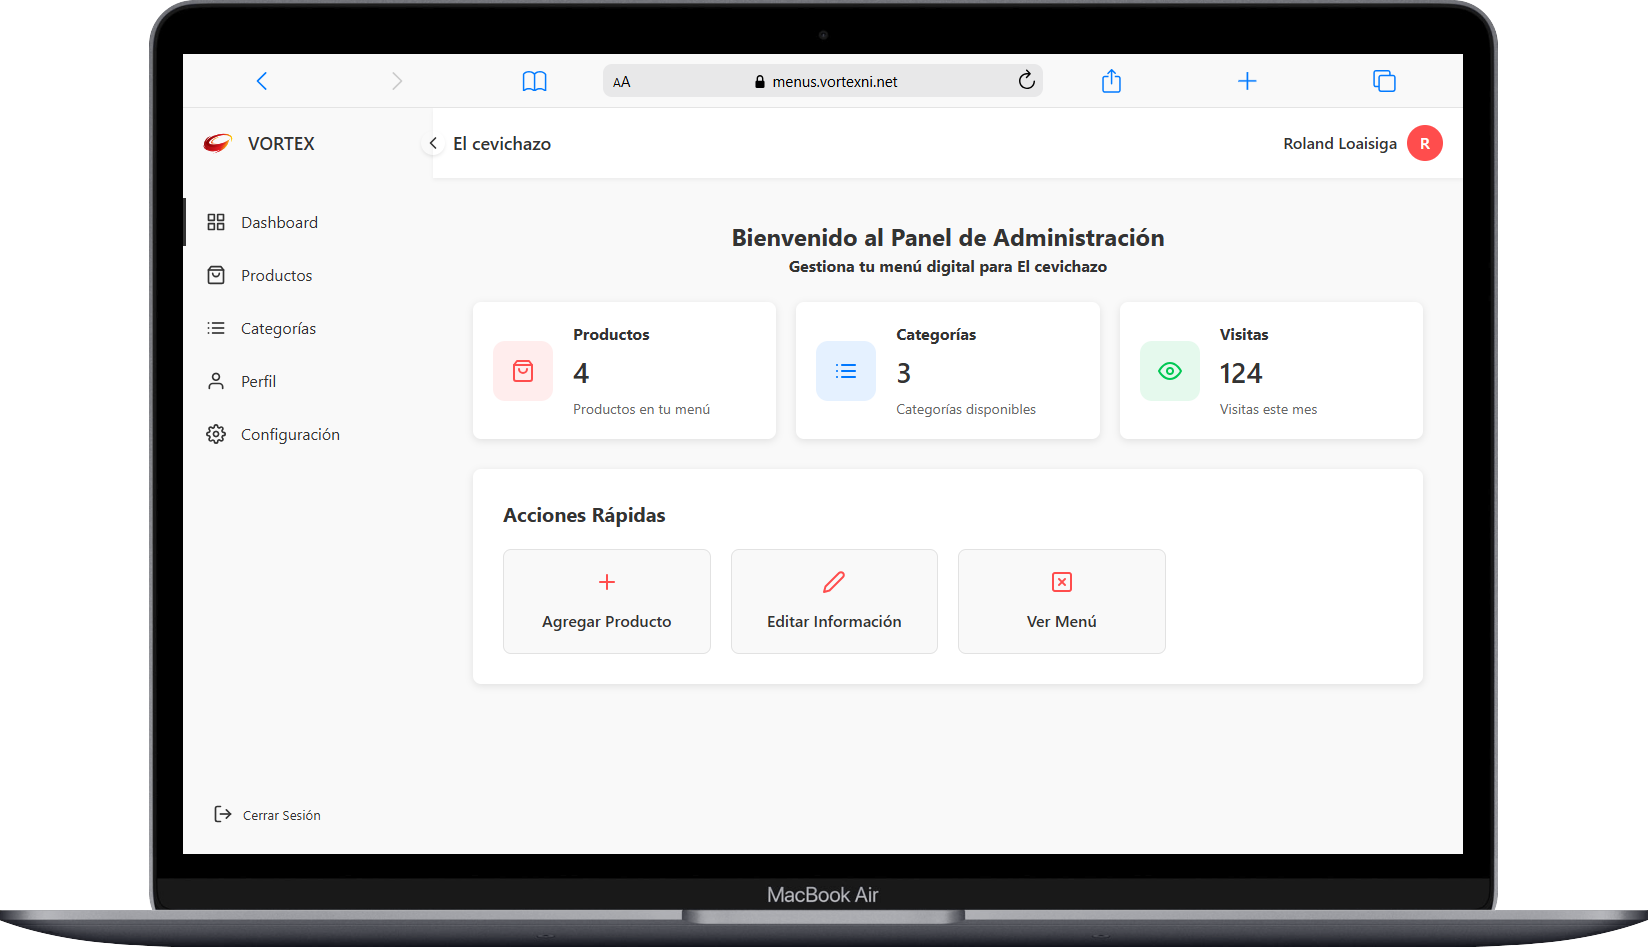 AA menus.vortexni.net
VORTEX
El cevichazo
Roland Loaisiga R
Dashboard
Productos
Categorías
Perfil
Configuración
Cerrar Sesión
Bienvenido al Panel de Administración
Gestiona tu menú digital para El cevichazo
Productos
4
Productos en tu menú
Categorías
3
Categorías disponibles
Visitas
124
Visitas este mes
Acciones Rápidas
Agregar Producto
Editar Información
Ver Menú
MacBook Air